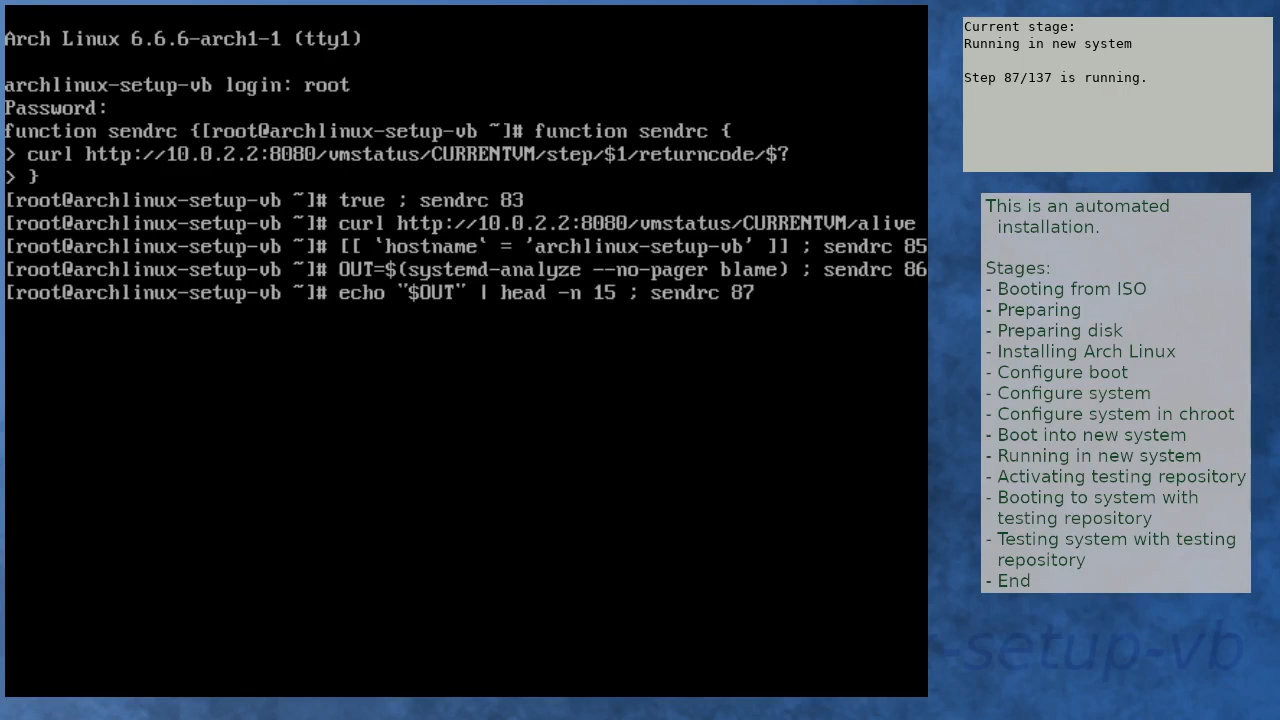 Arch Linux 6.6.6-arch1-1 (tty1)
archlinux-setup-vb login: root
Password:
function sendrc {[root@archlinux-setup-vb ~]# function sendrc {
> curl http://10.0.2.2:8080/vmstatus/CURRENTVM/step/$1/returncode/$?
> }
[root@archlinux-setup-vb ~]# true ; sendrc 83
[root@archlinux-setup-vb ~]# curl http://10.0.2.2:8080/vmstatus/CURRENTVM/alive
[root@archlinux-setup-vb ~]# [[ `hostname` = 'archlinux-setup-vb' ]] ; sendrc 85
[root@archlinux-setup-vb ~]# OUT=$(systemd-analyze --no-pager blame) ; sendrc 86
[root@archlinux-setup-vb ~]# echo "$OUT" | head -n 15 ; sendrc 87
Current stage:
Running in new system
Step 87/137 is running.
This is an automated
installation.
Stages:
- Booting from ISO
- Preparing
- Preparing disk
- Installing Arch Linux
- Configure boot
- Configure system
- Configure system in chroot
- Boot into new system
- Running in new system
- Activating testing repository
- Booting to system with
testing repository
- Testing system with testing
repository
- End
-setup-vb